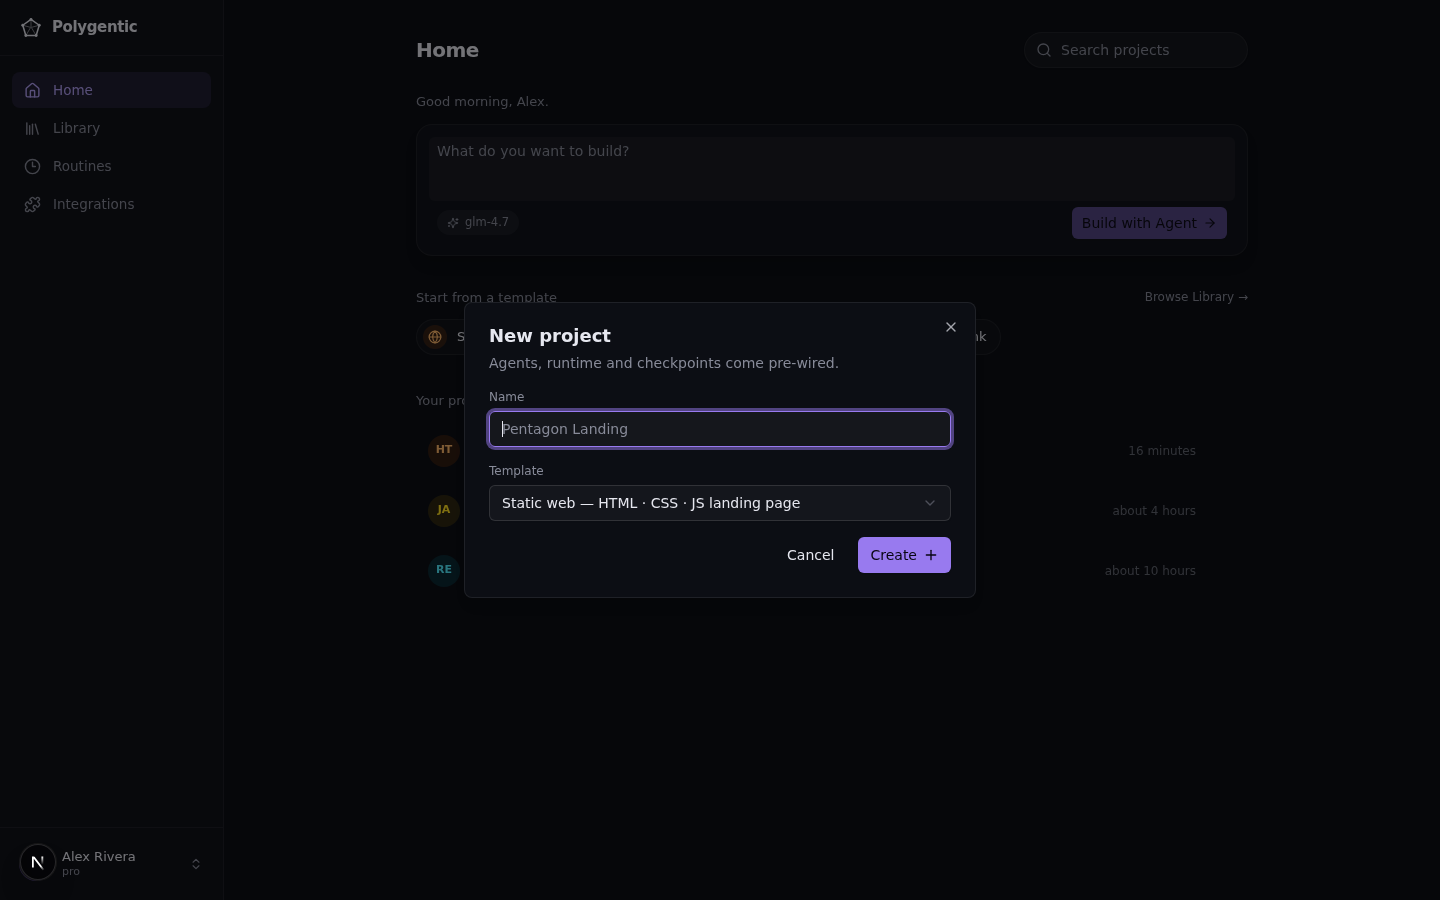 Polygentic
Home
Library
Routines
Integrations
Alex Rivera
pro
Home
Search projects
Good morning, Alex.
What do you want to build?
glm-4.7
Build with Agent →
Start from a template
Browse Library →
S
nk
Your pro
HT
16 minutes
JA
about 4 hours
RE
about 10 hours
New project
Agents, runtime and checkpoints come pre-wired.
Name
Pentagon Landing
Template
Static web — HTML · CSS · JS landing page
Cancel
Create +